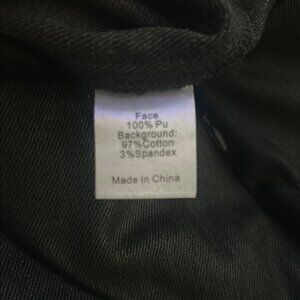 Face
100% Pu
Background:
97%Cotton
3%Spandex
Made In China